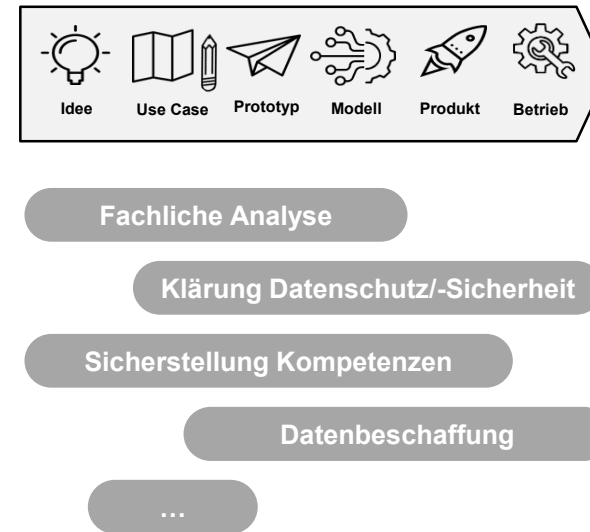 Idee Use Case Prototyp Modell Produkt Betrieb
Fachliche Analyse
Klärung Datenschutz/-Sicherheit
Sicherstellung Kompetenzen
Datenbeschaffung
…